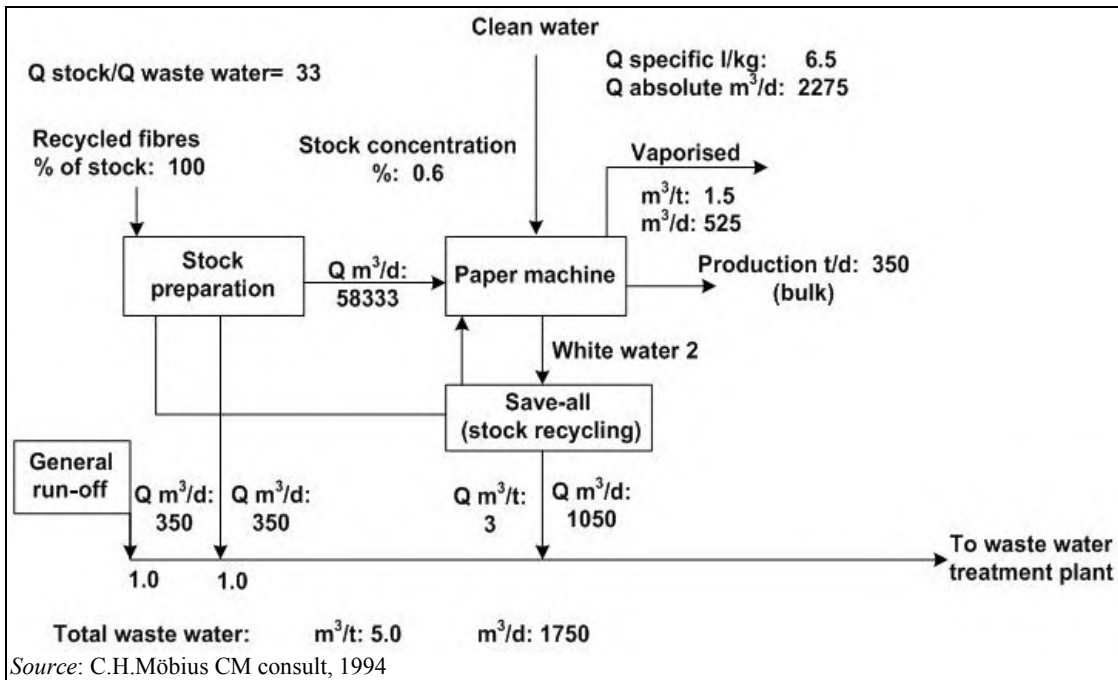 Clean water
Q specific l/kg: 6.5
Q absolute m³/d: 2275
Q stock/Q waste water= 33
Recycled fibres
% of stock: 100
Stock concentration
%: 0.6
Vaporised
m³/t: 1.5
m³/d: 525
Stock
preparation
Q m³/d:
58333
Paper machine
Production t/d: 350
(bulk)
White water 2
Save-all
(stock recycling)
General
run-off
Q m³/d:
350
Q m³/d:
350
Q m³/t:
3
Q m³/d:
1050
To waste water
treatment plant
1.0
1.0
Total waste water: m³/t: 5.0 m³/d: 1750
Source: C.H.Möbius CM consult, 1994